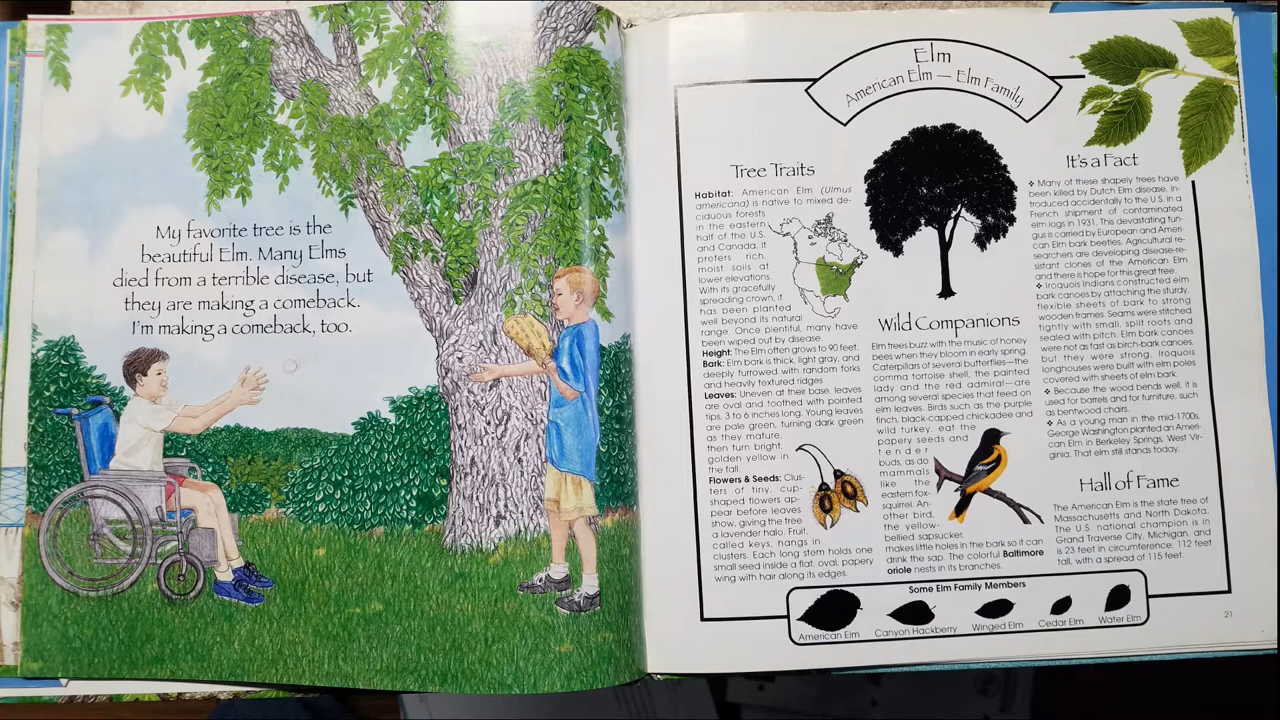 My favorite tree is the
beautiful Elm. Many Elms
died from a terrible disease, but
they are making a comeback.
I'm making a comeback, too.
Elm
American Elm — Elm Family
Tree Traits
Habitat: American Elm (Ulmus
americana) is native to mixed de-
ciduous forests
in the eastern
half of the U.S.
and Canada. It
prefers rich,
moist soils at
lower elevations.
With its gracefully
spreading crown, it
has been planted
well beyond its natural
range. Once plentiful, many have
been wiped out by disease.
Height: The Elm often grows to 90 feet.
Bark: Elm bark is thick, light gray, and
deeply furrowed with random forks
and heavily textured ridges
Leaves: Uneven at their base, leaves
are oval and toothed with pointed
tips, 3 to 6 inches long. Young leaves
are pale green, turning dark green
as they mature,
then turn bright,
golden yellow in
the fall.
Flowers & Seeds: Clus-
ters of tiny, cup-
shaped flowers ap-
pear before leaves
show, giving the tree
a lavender halo. Fruit,
called keys, hangs in
clusters. Each long stem holds one
small seed inside a flat, oval, papery
wing with hair along its edges.
Wild Companions
Elm trees buzz with the music of honey
bees when they bloom in early spring.
Caterpillars of several butterflies—the
comma tortoise shell, the painted
lady and the red admiral—are
among several species that feed on
elm leaves. Birds such as the purple
finch, black-capped chickadee and
wild turkey, eat the
papery seeds and
tender
buds, as do
mammals
like the
eastern fox-
squirrel. An-
other bird,
the yellow-
bellied sapsucker,
makes little holes in the bark so it can
drink the sap. The colorful Baltimore
oriole nests in its branches.
It's a Fact
❖ Many of these shapely trees have
been killed by Dutch Elm disease, in-
troduced accidentally to the U.S. in a
French shipment of contaminated
elm logs in 1931. This devastating fun-
gus is carried by European and Ameri-
can Elm bark beetles. Agricultural re-
searchers are developing disease-re-
sistant clones of the American Elm
and there is hope for this great tree.
❖ Iroquois Indians constructed elm
bark canoes by attaching the sturdy,
flexible sheets of bark to strong
wooden frames. Seams were stitched
tightly with small, split roots and
sealed with pitch. Elm bark canoes
were not as fast as birch-bark canoes,
but they were strong. Iroquois
longhouses were built with elm poles
covered with sheets of elm bark.
❖ Because the wood bends well, it is
used for barrels and for furniture, such
as bentwood chairs.
❖ As a young man in the mid-1700s,
George Washington planted an Ameri-
can Elm in Berkeley Springs, West Vir-
ginia. That elm still stands today.
Hall of Fame
The American Elm is the state tree of
Massachusetts and North Dakota.
The U.S. national champion is in
Grand Traverse City, Michigan, and
is 23 feet in circumference, 112 feet
tall, with a spread of 115 feet.
Some Elm Family Members
American Elm
Canyon Hackberry
Winged Elm
Cedar Elm
Water Elm
21